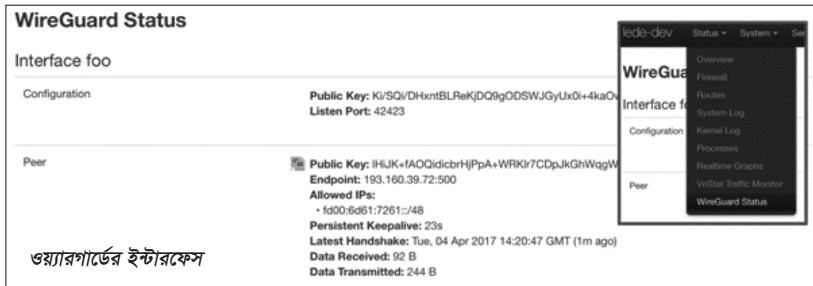 WireGuard Status
Interface foo
Configuration
Public Key: Ki/SQi/DHxntBLReKjDQ9gODSWJGyUx0i+4kaOv
Listen Port: 42423
Peer
Public Key: IHiJK+fAOQidicbrHjPpA+WRKlr7CDpJkGhWqgW
Endpoint: 193.160.39.72:500
Allowed IPs:
• fd00:6d61:7261::/48
Persistent Keepalive: 23s
Latest Handshake: Tue, 04 Apr 2017 14:20:47 GMT (1m ago)
Data Received: 92 B
Data Transmitted: 244 B
ওয়্যারগার্ডের ইন্টারফেস
lede-dev Status System Se
Overview
Firewall
Routes
System Log
Kernel Log
Processes
Realtime Graphs
VnStat Traffic Monitor
WireGuard Status
WireGua
Interface f
Configuration
Peer